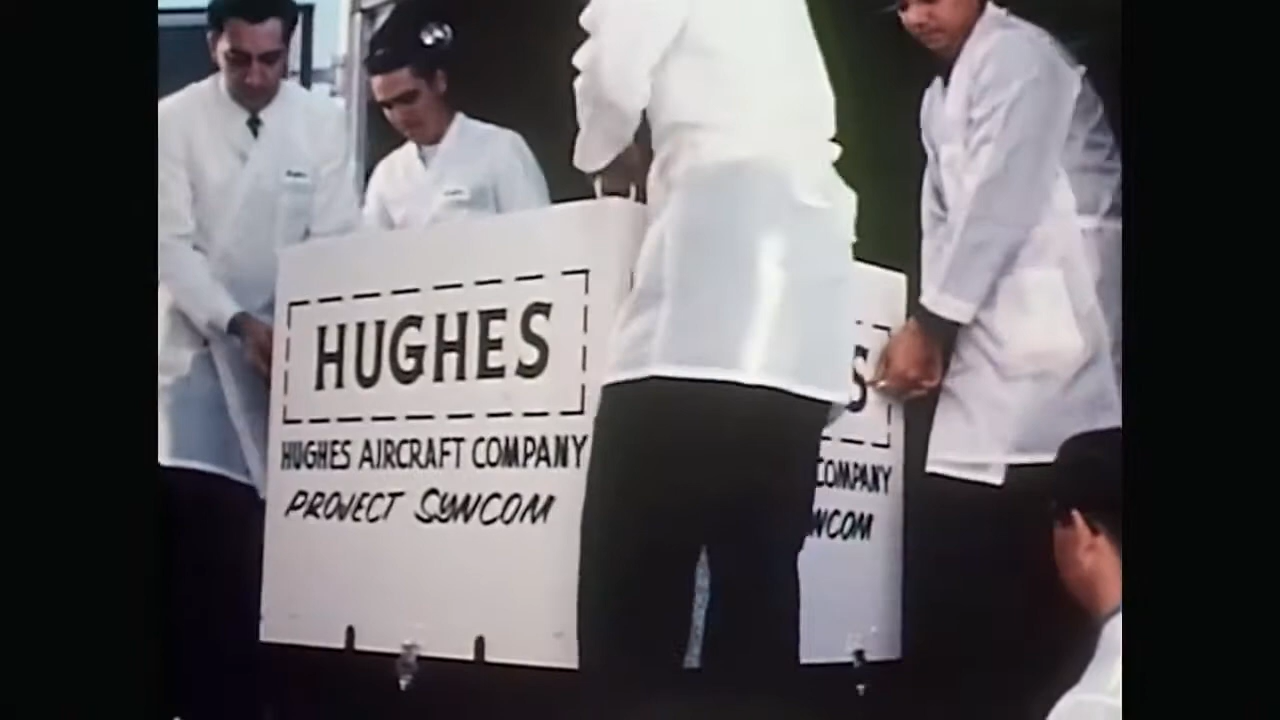 HUGHES
HUGHES AIRCRAFT COMPANY
PROJECT SYNCOM
S
COMPANY
NCOM